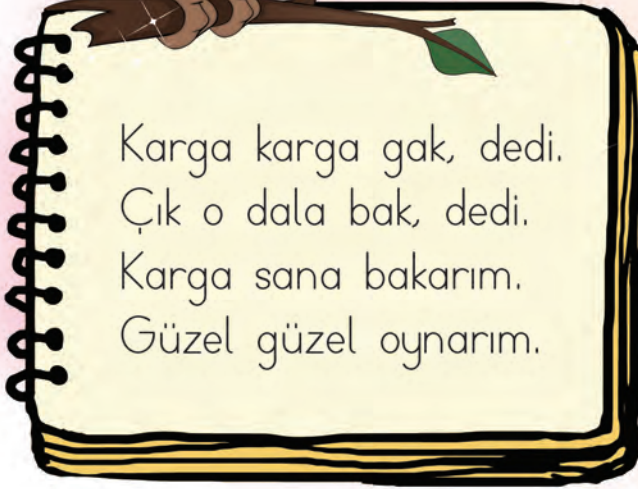 Karga karga gak, dedi.
Çık o dala bak, dedi.
Karga sana bakarım.
Güzel güzel oynarım.